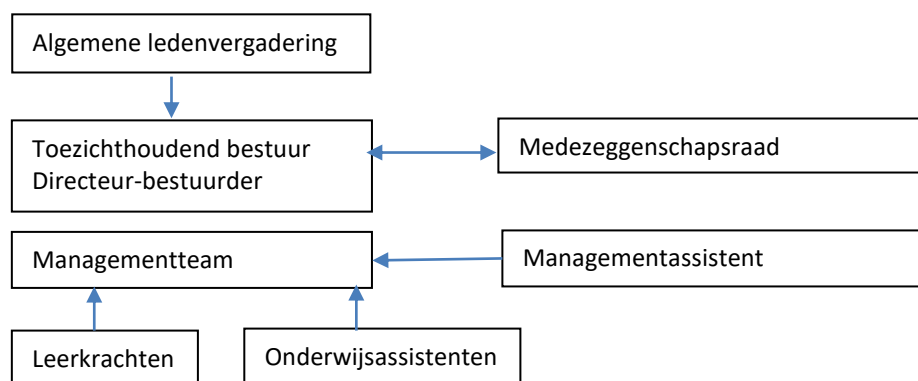 Algemene ledenvergadering
Toezichthoudend bestuur
Directeur-bestuurder
Medezeggenschapsraad
Managementteam
Managementassistent
Leerkrachten
Onderwijsassistenten